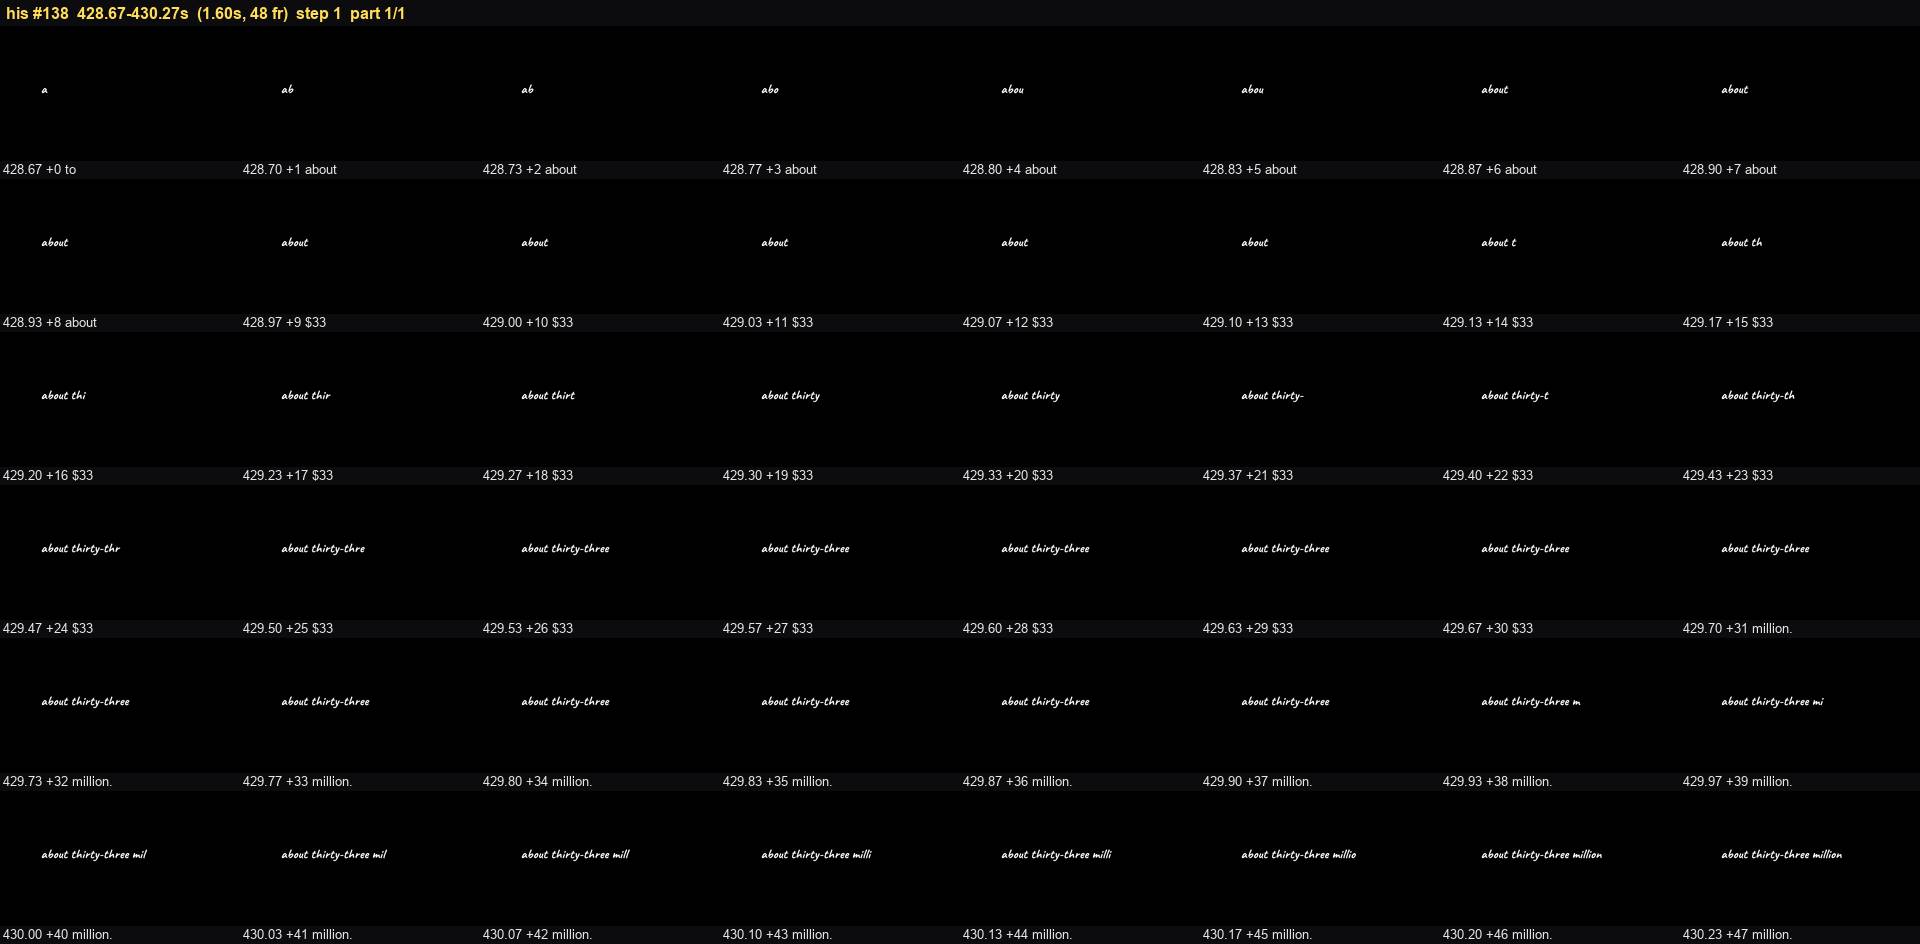 his #138 428.67-430.27s (1.60s, 48 fr) step 1 part 1/1
a ab ab abo abou abou about about
428.67 +0 to 428.70 +1 about 428.73 +2 about 428.77 +3 about 428.80 +4 about 428.83 +5 about 428.87 +6 about 428.90 +7 about
about about about about about about about t about th
428.93 +8 about 428.97 +9 $33 429.00 +10 $33 429.03 +11 $33 429.07 +12 $33 429.10 +13 $33 429.13 +14 $33 429.17 +15 $33
about thi about thir about thirt about thirty about thirty about thirty- about thirty-t about thirty-th
429.20 +16 $33 429.23 +17 $33 429.27 +18 $33 429.30 +19 $33 429.33 +20 $33 429.37 +21 $33 429.40 +22 $33 429.43 +23 $33
about thirty-thr about thirty-thre about thirty-three about thirty-three about thirty-three about thirty-three about thirty-three about thirty-three
429.47 +24 $33 429.50 +25 $33 429.53 +26 $33 429.57 +27 $33 429.60 +28 $33 429.63 +29 $33 429.67 +30 $33 429.70 +31 million.
about thirty-three about thirty-three about thirty-three about thirty-three about thirty-three about thirty-three about thirty-three m about thirty-three mi
429.73 +32 million. 429.77 +33 million. 429.80 +34 million. 429.83 +35 million. 429.87 +36 million. 429.90 +37 million. 429.93 +38 million. 429.97 +39 million.
about thirty-three mil about thirty-three mil about thirty-three mill about thirty-three milli about thirty-three milli about thirty-three millio about thirty-three million about thirty-three million
430.00 +40 million. 430.03 +41 million. 430.07 +42 million. 430.10 +43 million. 430.13 +44 million. 430.17 +45 million. 430.20 +46 million. 430.23 +47 million.